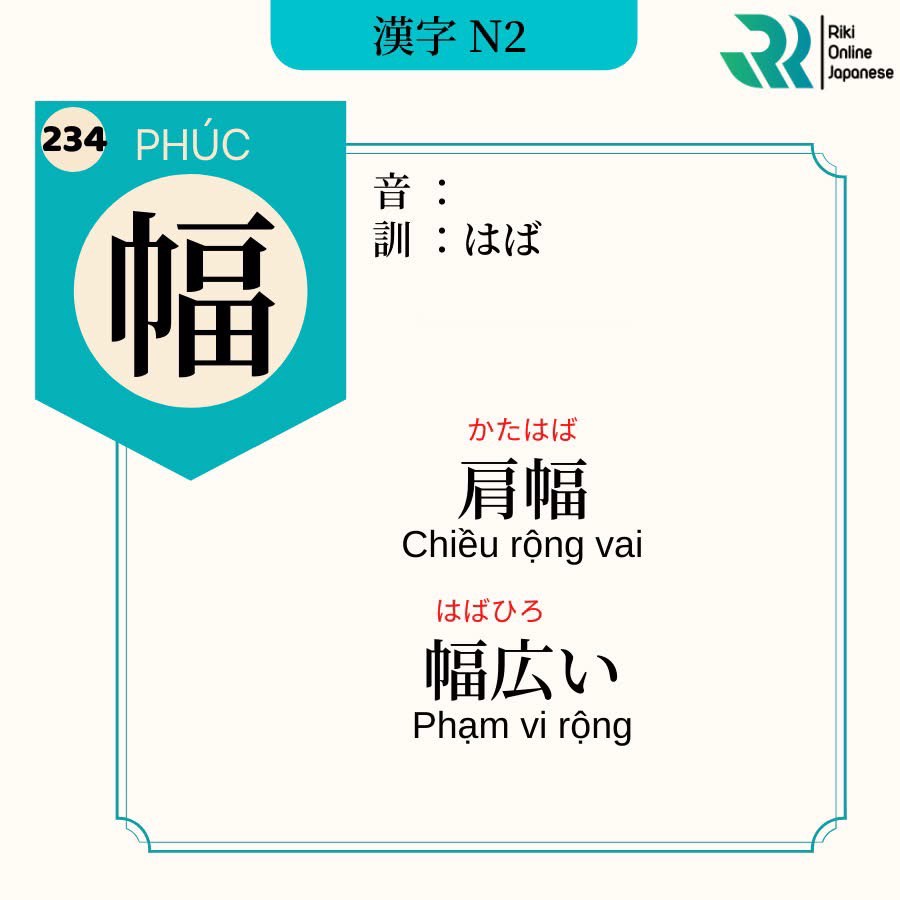 漢字 N2
Riki
Online
Japanese
234
PHÚC
幅
音 ：
訓 ：はば
かたはば
肩幅
Chiều rộng vai
はばひろ
幅広い
Phạm vi rộng